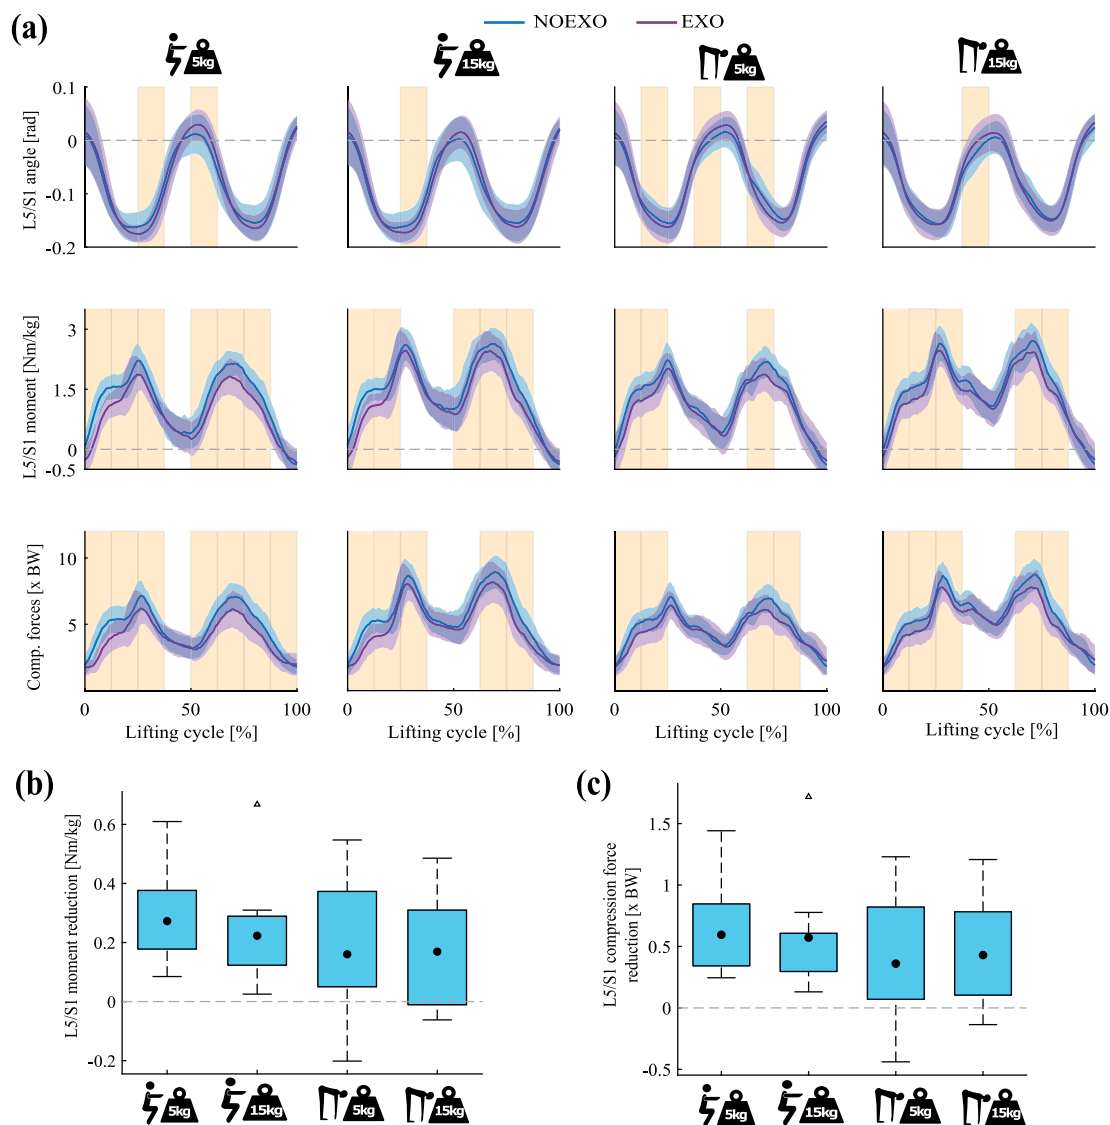 (a)
NOEXO EXO
5kg 15kg 5kg 15kg
L5/S1 angle [rad]
0.1
0
-0.1
-0.2
L5/S1 moment [Nm/kg]
3
1.5
0
-0.5
Comp. forces [x BW]
10
5
0 50 100 0 50 100 0 50 100 0 50 100
Lifting cycle [%] Lifting cycle [%] Lifting cycle [%] Lifting cycle [%]
(b)
L5/S1 moment reduction [Nm/kg]
0.6
0.4
0.2
0
-0.2
5kg 15kg 5kg 15kg
(c)
L5/S1 compression force
reduction [x BW]
1.5
1
0.5
0
-0.5
5kg 15kg 5kg 15kg